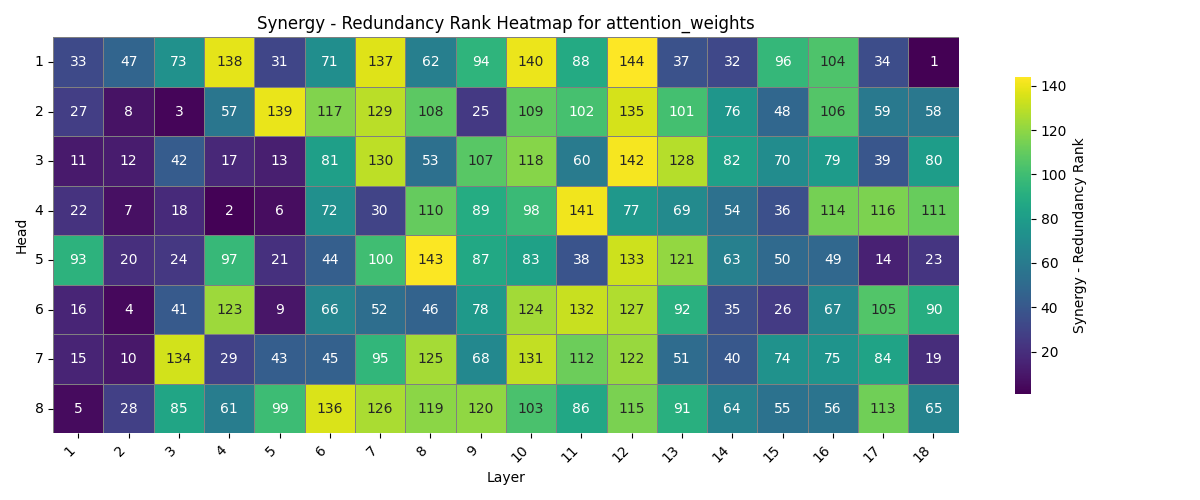 Synergy - Redundancy Rank Heatmap for attention_weights
1 33 47 73 138 31 71 137 62 94 140 88 144 37 32 96 104 34 1
2 27 8 3 57 139 117 129 108 25 109 102 135 101 76 48 106 59 58
3 11 12 42 17 13 81 130 53 107 118 60 142 128 82 70 79 39 80
4 22 7 18 2 6 72 30 110 89 98 141 77 69 54 36 114 116 111
5 93 20 24 97 21 44 100 143 87 83 38 133 121 63 50 49 14 23
6 16 4 41 123 9 66 52 46 78 124 132 127 92 35 26 67 105 90
7 15 10 134 29 43 45 95 125 68 131 112 122 51 40 74 75 84 19
8 5 28 85 61 99 136 126 119 120 103 86 115 91 64 55 56 113 65
1 2 3 4 5 6 7 8 9 10 11 12 13 14 15 16 17 18
Head
Layer
140
120
100
80
60
40
20
Synergy - Redundancy Rank